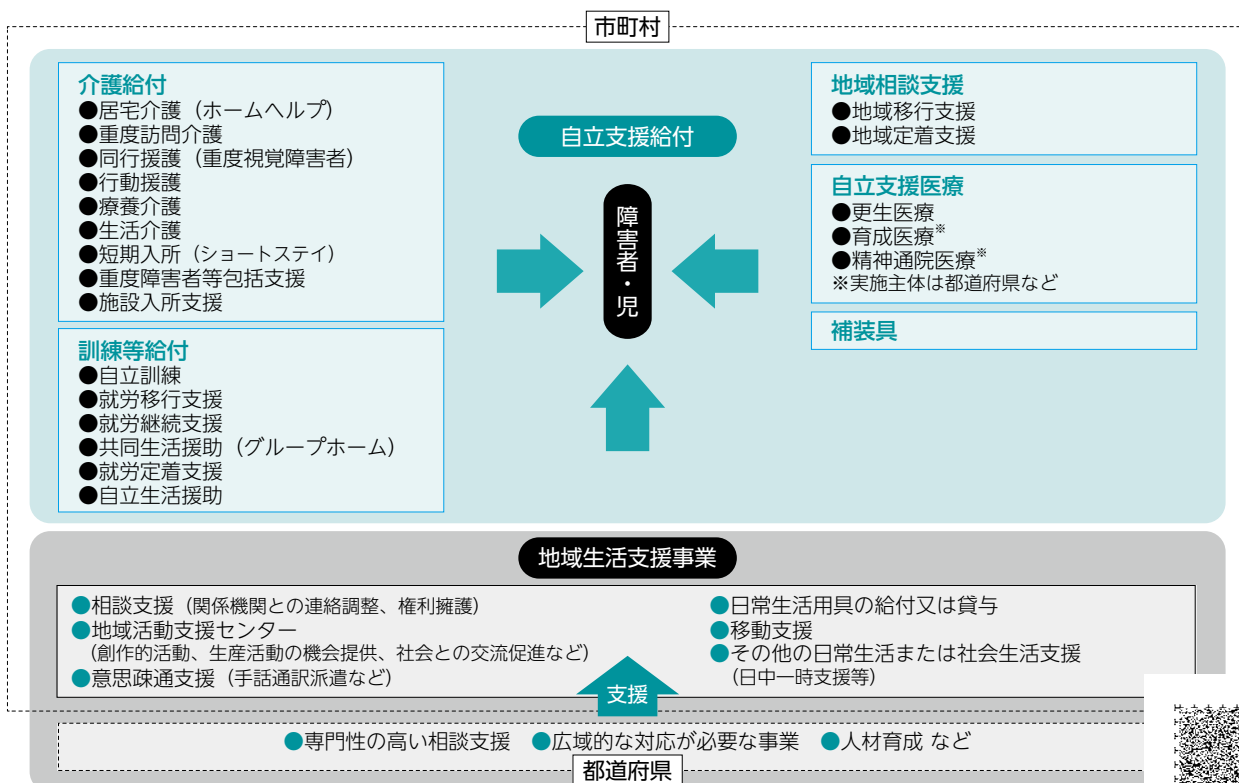 市町村
介護給付
●居宅介護（ホームヘルプ）
●重度訪問介護
●同行援護（重度視覚障害者）
●行動援護
●療養介護
●生活介護
●短期入所（ショートステイ）
●重度障害者等包括支援
●施設入所支援
訓練等給付
●自立訓練
●就労移行支援
●就労継続支援
●共同生活援助（グループホーム）
●就労定着支援
●自立生活援助
自立支援給付
障害者・児
地域相談支援
●地域移行支援
●地域定着支援
自立支援医療
●更生医療
●育成医療※
●精神通院医療※
※実施主体は都道府県など
補装具
地域生活支援事業
●相談支援（関係機関との連絡調整、権利擁護）
●地域活動支援センター
（創作的活動、生産活動の機会提供、社会との交流促進など）
●意思疎通支援（手話通訳派遣など）
●日常生活用具の給付又は貸与
●移動支援
●その他の日常生活または社会生活支援
（日中一時支援等）
支援
●専門性の高い相談支援 ●広域的な対応が必要な事業 ●人材育成 など
都道府県